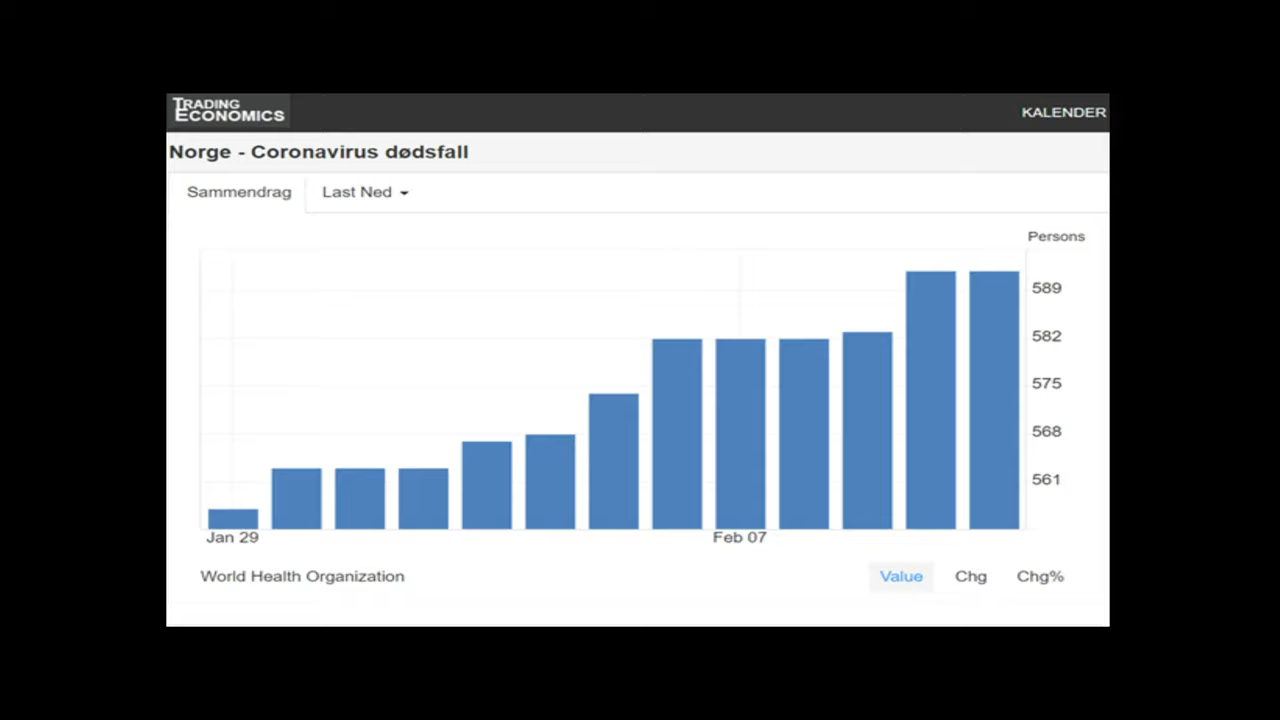 TRADING
ECONOMICS
KALENDER
Norge - Coronavirus dødsfall
Sammendrag
Last Ned
Persons
589
582
575
568
561
Jan 29
Feb 07
World Health Organization
Value
Chg
Chg%